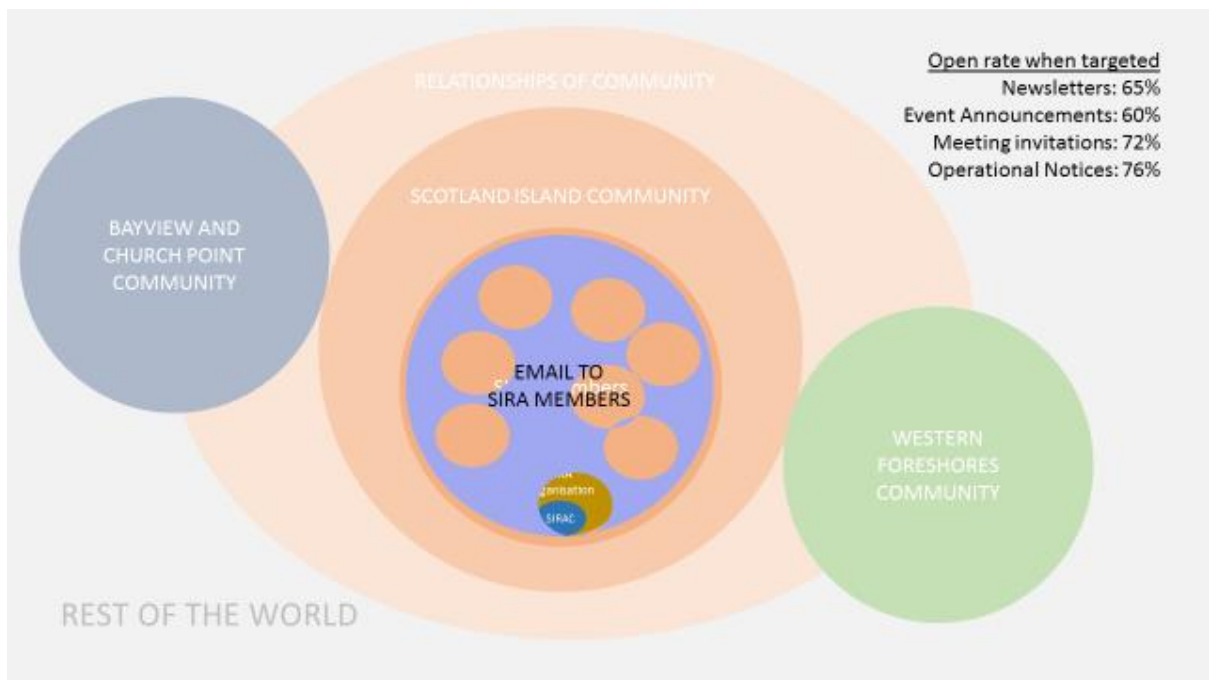 RELATIONSHIPS OF COMMUNITY
Open rate when targeted
Newsletters: 65%
Event Announcements: 60%
Meeting invitations: 72%
Operational Notices: 76%
SCOTLAND ISLAND COMMUNITY
BAYVIEW AND
CHURCH POINT
COMMUNITY
EMAIL TO
SIRA MEMBERS
WESTERN
FORESHORES
COMMUNITY
SIRAC
REST OF THE WORLD